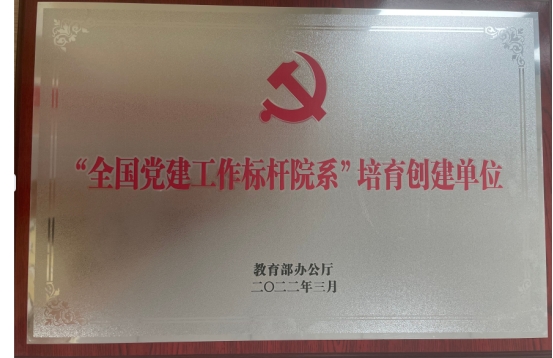 “全国党建工作标杆院系”培育创建单位
教育部办公厅
二〇二二年三月